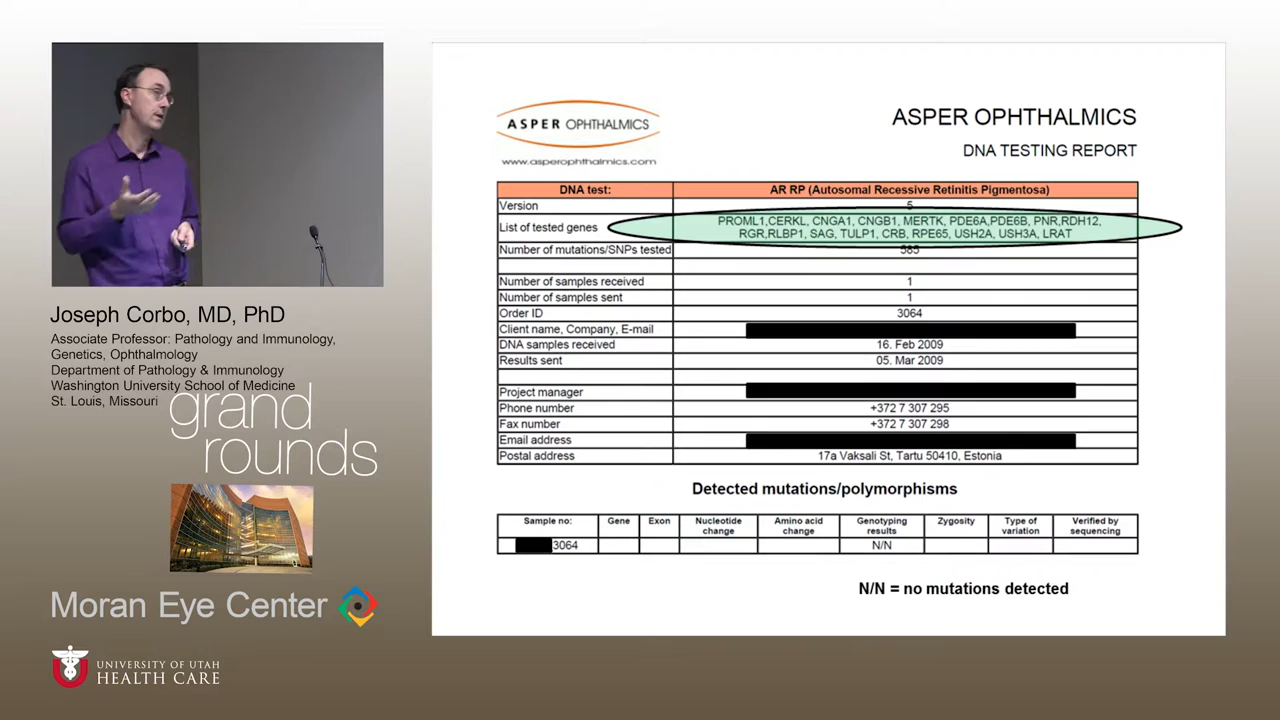 Joseph Corbo, MD, PhD
Associate Professor: Pathology and Immunology,
Genetics, Ophthalmology
Department of Pathology & Immunology
Washington University School of Medicine
St. Louis, Missouri
grand
rounds
Moran Eye Center
UNIVERSITY OF UTAH
HEALTH CARE
ASPER OPHTHALMICS
www.asperophthalmics.com
ASPER OPHTHALMICS
DNA TESTING REPORT
DNA test: AR RP (Autosomal Recessive Retinitis Pigmentosa)
Version 5
List of tested genes PROML1,CERKL, CNGA1, CNGB1, MERTK, PDE6A,PDE6B, PNR,RDH12,
RGR,RLBP1, SAG, TULP1, CRB, RPE65, USH2A, USH3A, LRAT
Number of mutations/SNPs tested 585
Number of samples received 1
Number of samples sent 1
Order ID 3064
Client name, Company, E-mail
DNA samples received 16. Feb 2009
Results sent 05. Mar 2009
Project manager
Phone number +372 7 307 295
Fax number +372 7 307 298
Email address
Postal address 17a Vaksali St, Tartu 50410, Estonia
Detected mutations/polymorphisms
Sample no: Gene Exon Nucleotide change Amino acid change Genotyping results Zygosity Type of variation Verified by sequencing
3064 N/N
N/N = no mutations detected